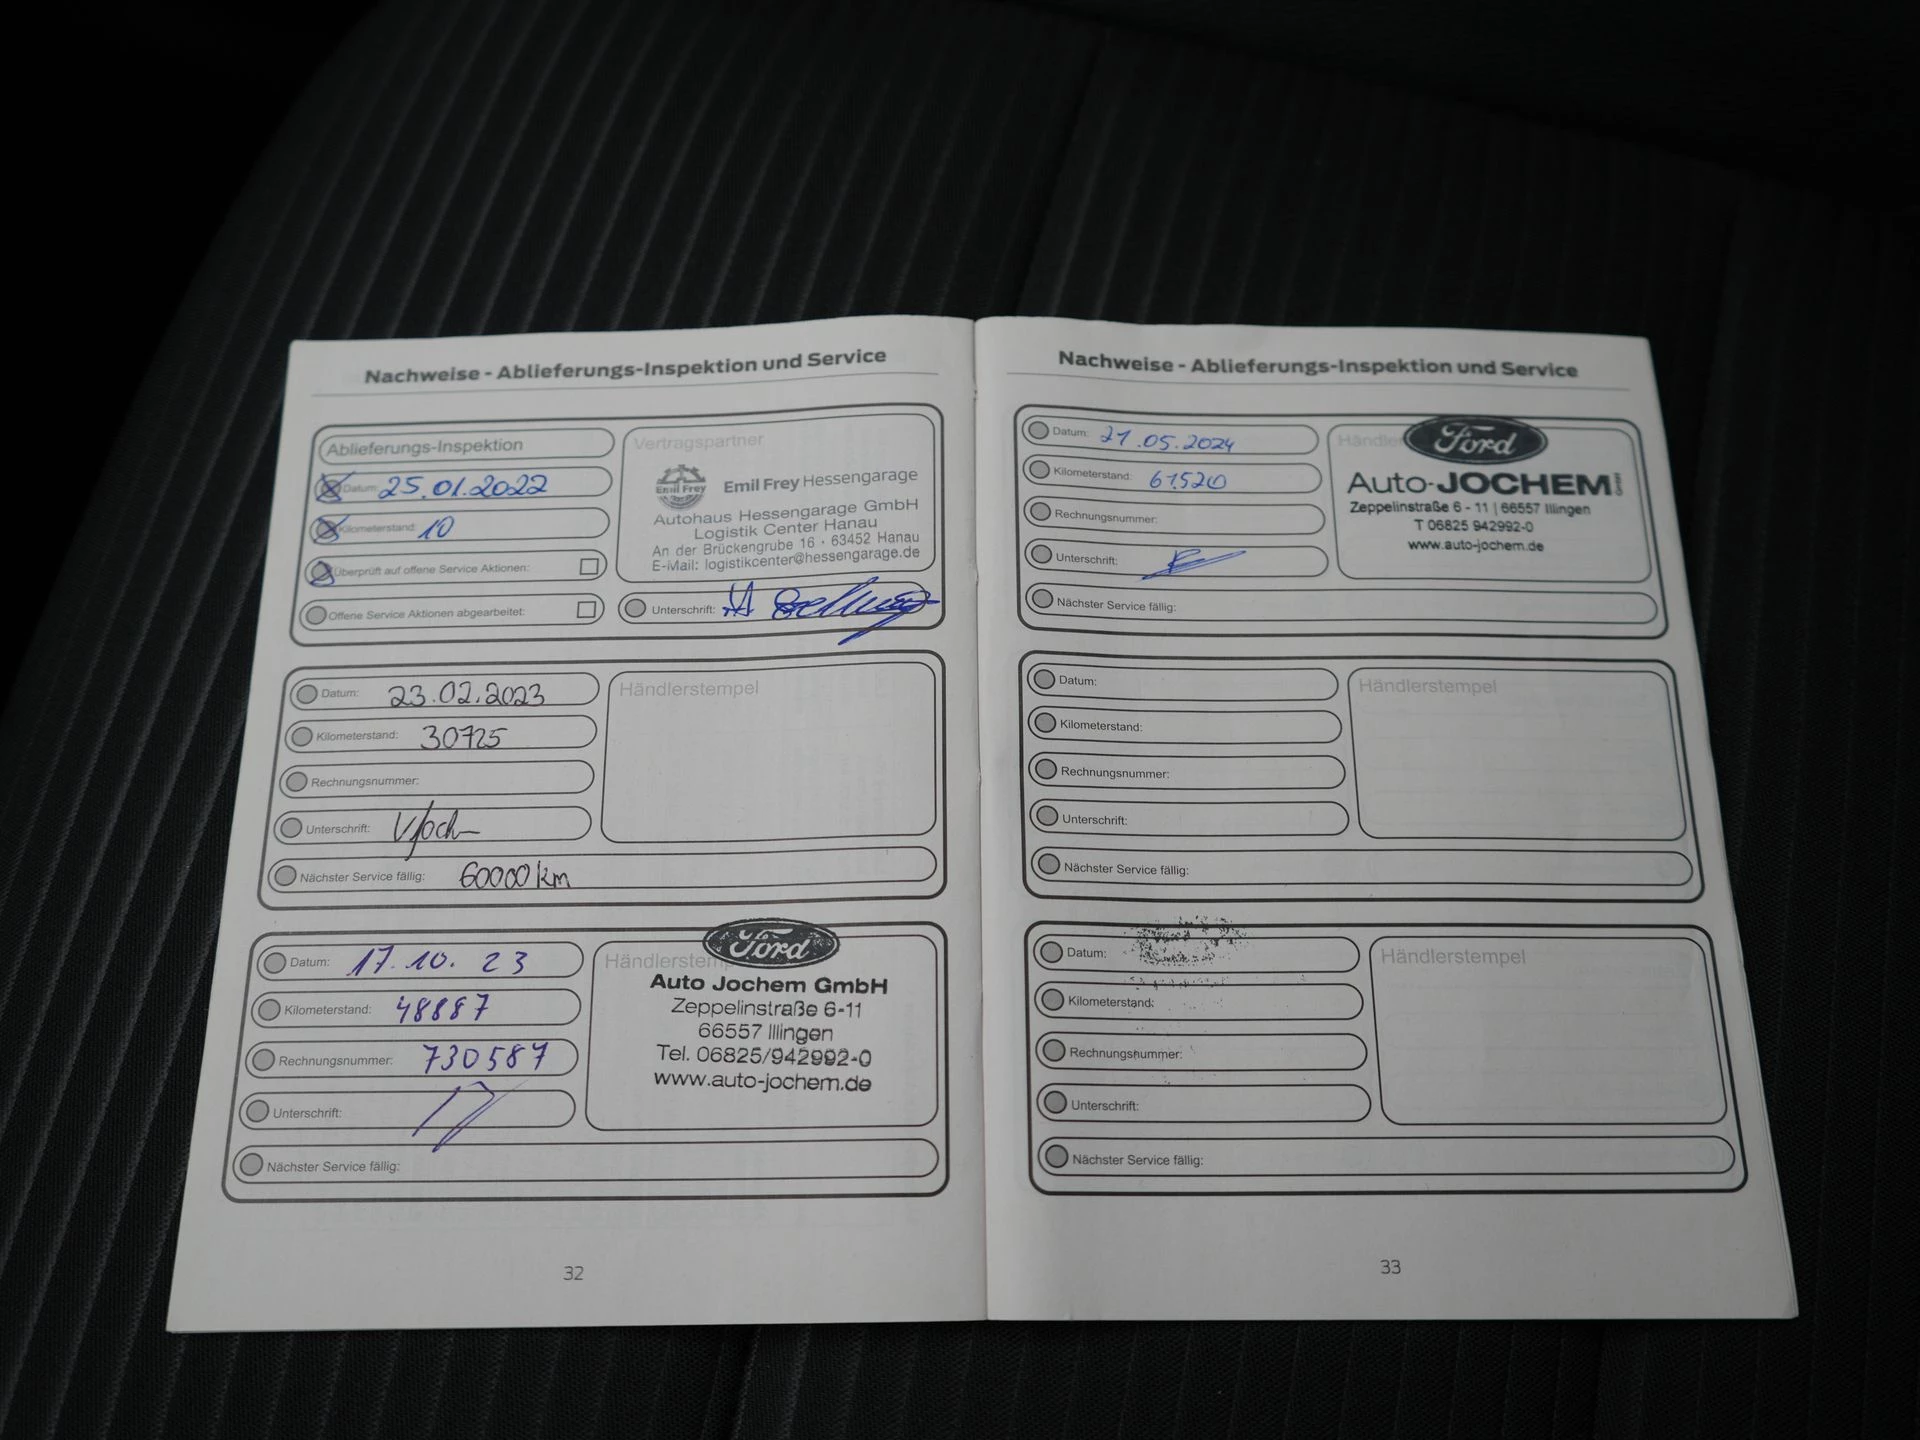 Nachweise - Ablieferungs-Inspektion und Service
Ablieferungs-Inspektion
Datum: 25.01.2022
Kilometerstand: 10
Überprüft auf offene Service Aktionen:
Offene Service Aktionen abgearbeitet:
Vertragspartner
Emil Frey
Emil Frey Hessengarage
Autohaus Hessengarage GmbH
Logistik Center Hanau
An der Brückengrube 16 · 63452 Hanau
E-Mail: logistikcenter@hessengarage.de
Unterschrift:
Datum: 23.02.2023
Kilometerstand: 30725
Rechnungsnummer:
Unterschrift:
Nächster Service fällig: 60000 km
Händlerstempel
Datum: 17.10.23
Kilometerstand: 48887
Rechnungsnummer: 730587
Unterschrift:
Nächster Service fällig:
Händlerstem
Ford
Auto Jochem GmbH
Zeppelinstraße 6-11
66557 Illingen
Tel. 06825/942992-0
www.auto-jochem.de
32
Nachweise - Ablieferungs-Inspektion und Service
Datum: 21.05.2024
Kilometerstand: 61520
Rechnungsnummer:
Unterschrift:
Nächster Service fällig:
Händler
Ford
Auto-JOCHEM GmbH
Zeppelinstraße 6 - 11 | 66557 Illingen
T 06825 942992-0
www.auto-jochem.de
Datum:
Kilometerstand:
Rechnungsnummer:
Unterschrift:
Nächster Service fällig:
Händlerstempel
Datum:
Kilometerstand:
Rechnungsnummer:
Unterschrift:
Nächster Service fällig:
Händlerstempel
33